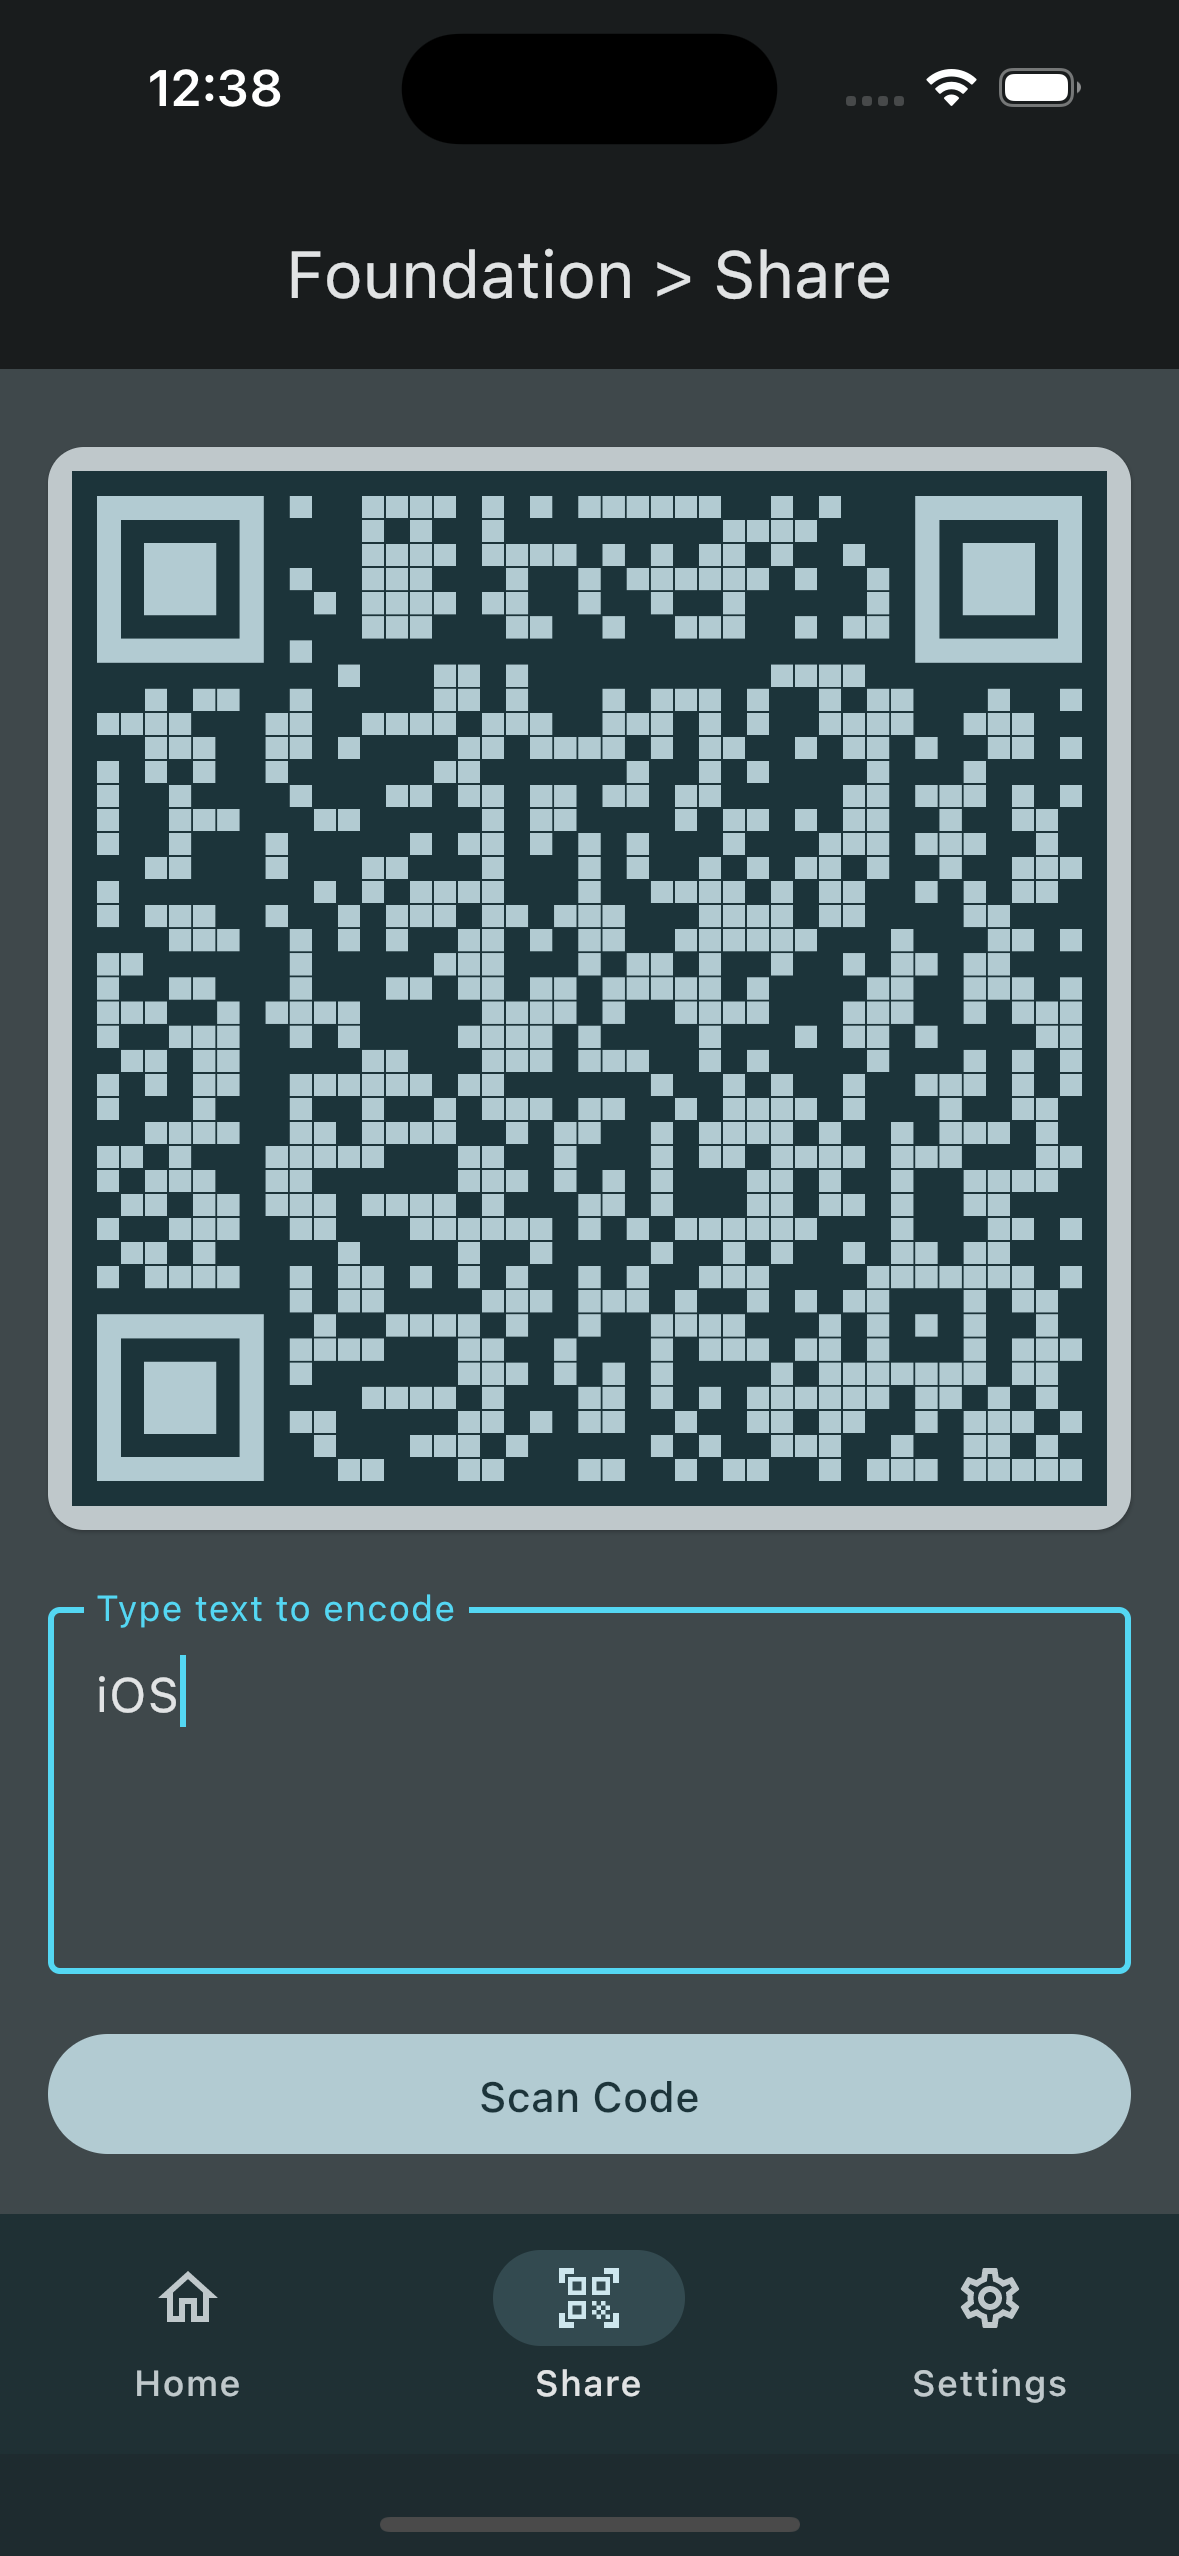 12:38
Foundation > Share
Type text to encode
iOS
Scan Code
Home
Share
Settings